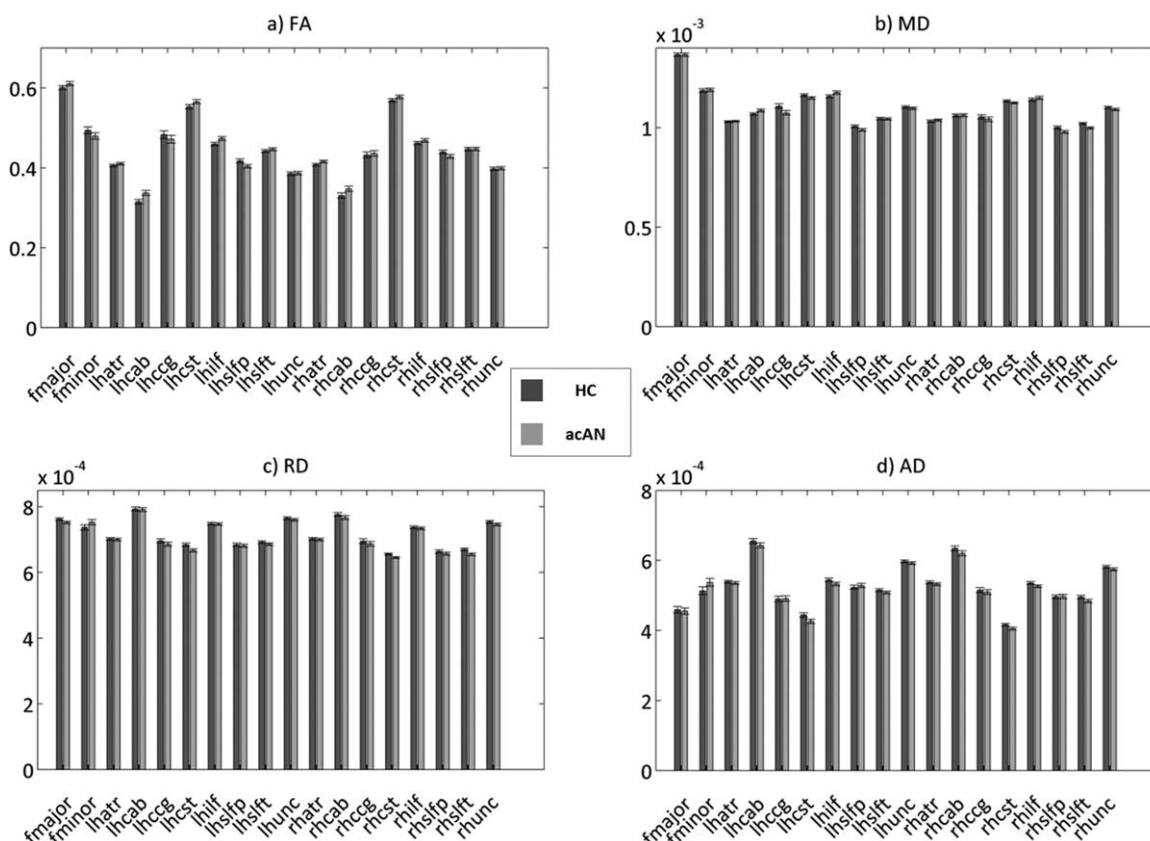 a) FA
0.6
0.4
0.2
0
fmajor
fminor
lhatr
lhcab
lhccg
lhcst
lhilf
lhslfp
lhslft
lhunc
rhatr
rhcab
rhccg
rhcst
rhilf
rhslfp
rhslft
rhunc
b) MD
x 10⁻³
1
0.5
0
fmajor
fminor
lhatr
lhcab
lhccg
lhcst
lhilf
lhslfp
lhslft
lhunc
rhatr
rhcab
rhccg
rhcst
rhilf
rhslfp
rhslft
rhunc
HC
acAN
c) RD
x 10⁻⁴
8
6
4
2
0
fmajor
fminor
lhatr
lhcab
lhccg
lhcst
lhilf
lhslfp
lhslft
lhunc
rhatr
rhcab
rhccg
rhcst
rhilf
rhslfp
rhslft
rhunc
d) AD
x 10⁻⁴
8
6
4
2
0
fmajor
fminor
lhatr
lhcab
lhccg
lhcst
lhilf
lhslfp
lhslft
lhunc
rhatr
rhcab
rhccg
rhcst
rhilf
rhslfp
rhslft
rhunc